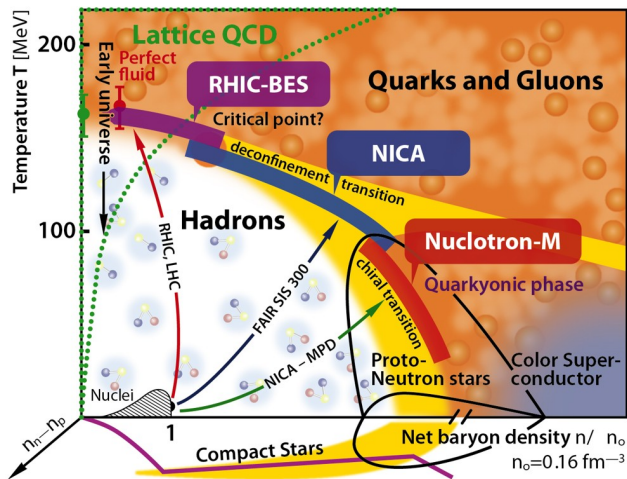 200
Temperature T [MeV]
Early universe
Lattice QCD
Perfect
fluid
RHIC-BES
Critical point?
Quarks and Gluons
NICA
deconfinement transition
100
Hadrons
Nuclotron-M
Quarkyonic phase
chiral transition
RHIC, LHC
FAIR SIS 300
NICA – MPD
Proto-
Neutron stars
Color Super-
conductor
Nuclei
1
nn—np
Compact Stars
Net baryon density n/ no
no=0.16 fm—3